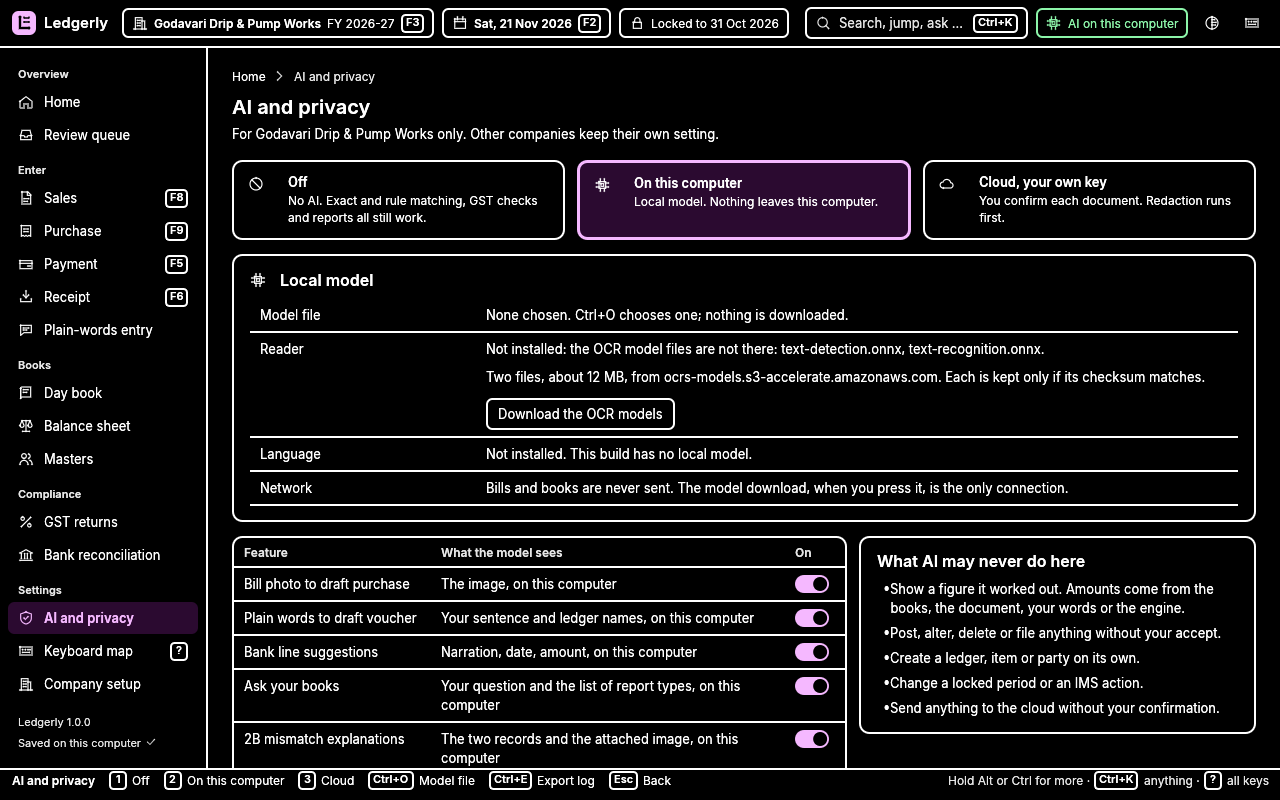 Ledgerly
Godavari Drip & Pump Works FY 2026-27 F3
Sat, 21 Nov 2026 F2
Locked to 31 Oct 2026
Search, jump, ask ... Ctrl+K
AI on this computer
Overview
Home
Review queue
Enter
Sales F8
Purchase F9
Payment F5
Receipt F6
Plain-words entry
Books
Day book
Balance sheet
Masters
Compliance
GST returns
Bank reconciliation
Settings
AI and privacy
Keyboard map ?
Company setup
Ledgerly 1.0.0
Saved on this computer
Home AI and privacy
AI and privacy
For Godavari Drip & Pump Works only. Other companies keep their own setting.
Off
No AI. Exact and rule matching, GST checks
and reports all still work.
On this computer
Local model. Nothing leaves this computer.
Cloud, your own key
You confirm each document. Redaction runs
first.
Local model
Model file None chosen. Ctrl+O chooses one; nothing is downloaded.
Reader Not installed: the OCR model files are not there: text-detection.onnx, text-recognition.onnx.
Two files, about 12 MB, from ocrs-models.s3-accelerate.amazonaws.com. Each is kept only if its checksum matches.
Download the OCR models
Language Not installed. This build has no local model.
Network Bills and books are never sent. The model download, when you press it, is the only connection.
Feature What the model sees On
Bill photo to draft purchase The image, on this computer
Plain words to draft voucher Your sentence and ledger names, on this computer
Bank line suggestions Narration, date, amount, on this computer
Ask your books Your question and the list of report types, on this
computer
2B mismatch explanations The two records and the attached image, on this
computer
What AI may never do here
•Show a figure it worked out. Amounts come from the
books, the document, your words or the engine.
•Post, alter, delete or file anything without your accept.
•Create a ledger, item or party on its own.
•Change a locked period or an IMS action.
•Send anything to the cloud without your confirmation.
AI and privacy 1 Off 2 On this computer 3 Cloud Ctrl+O Model file Ctrl+E Export log Esc Back
Hold Alt or Ctrl for more · Ctrl+K anything · ? all keys